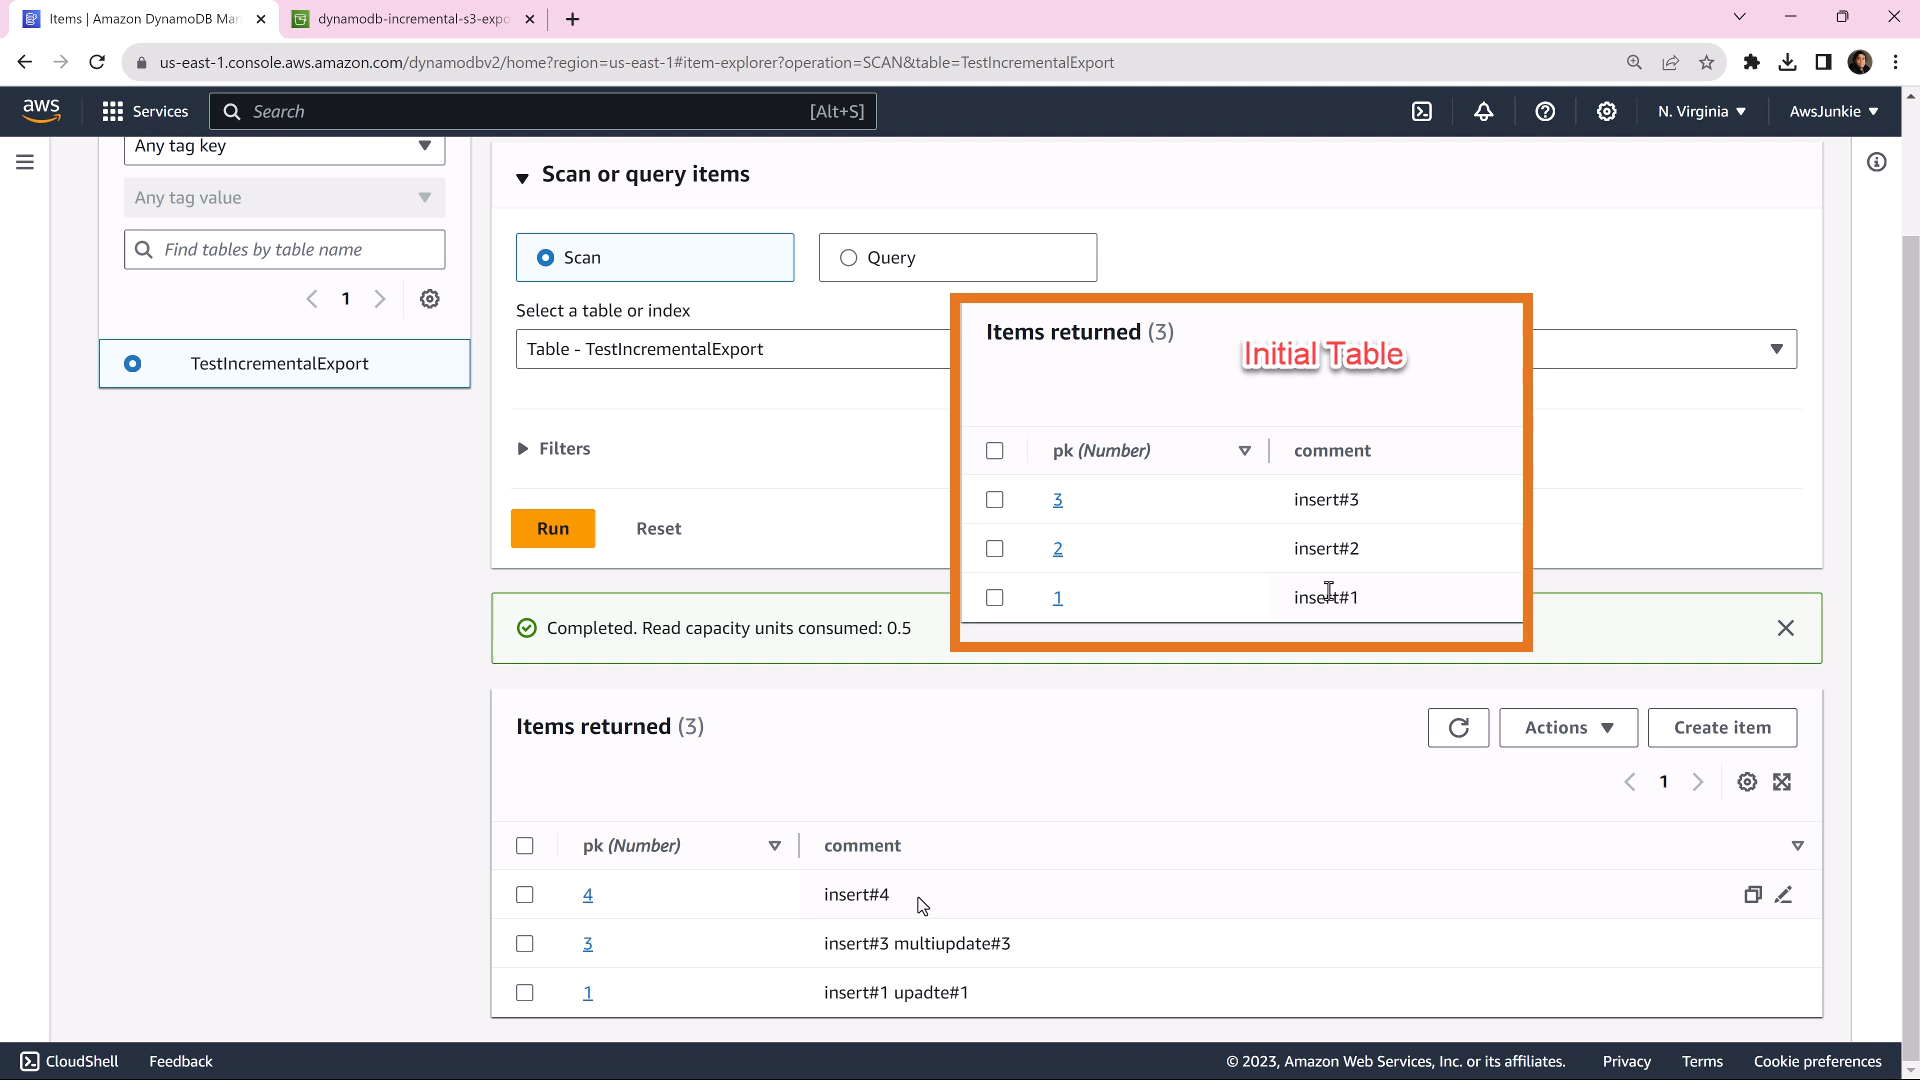 Items | Amazon DynamoDB Man
dynamodb-incremental-s3-expo
us-east-1.console.aws.amazon.com/dynamodbv2/home?region=us-east-1#item-explorer?operation=SCAN&table=TestIncrementalExport
aws
Services
Search
[Alt+S]
N. Virginia
AwsJunkie
Any tag key
Any tag value
Find tables by table name
1
TestIncrementalExport
Scan or query items
Scan
Query
Select a table or index
Table - TestIncrementalExport
Filters
Run
Reset
Items returned (3)
Initial Table
pk (Number)
comment
3
insert#3
2
insert#2
1
insert#1
Completed. Read capacity units consumed: 0.5
Items returned (3)
Actions
Create item
1
pk (Number)
comment
4
insert#4
3
insert#3 multiupdate#3
1
insert#1 upadte#1
CloudShell
Feedback
© 2023, Amazon Web Services, Inc. or its affiliates.
Privacy
Terms
Cookie preferences